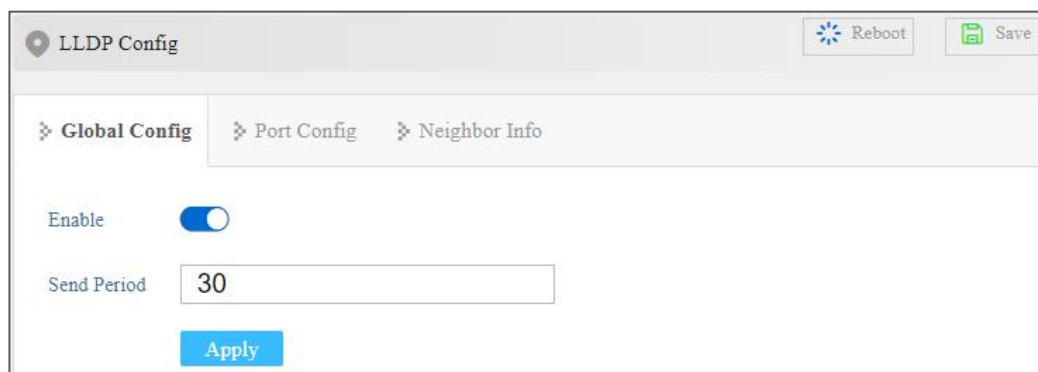 LLDP Config
Reboot
Save
Global Config
Port Config
Neighbor Info
Enable
Send Period
30
Apply